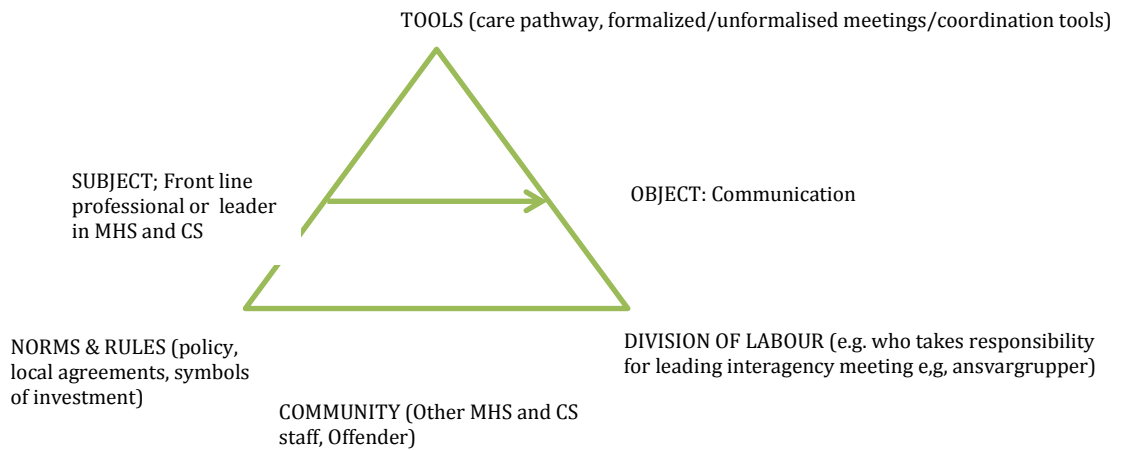 TOOLS (care pathway, formalized/unformalised meetings/coordination tools)
SUBJECT; Front line
professional or leader
in MHS and CS
OBJECT: Communication
NORMS & RULES (policy,
local agreements, symbols
of investment)
DIVISION OF LABOUR (e.g. who takes responsibility
for leading interagency meeting e,g, ansvargrupper)
COMMUNITY (Other MHS and CS
staff, Offender)